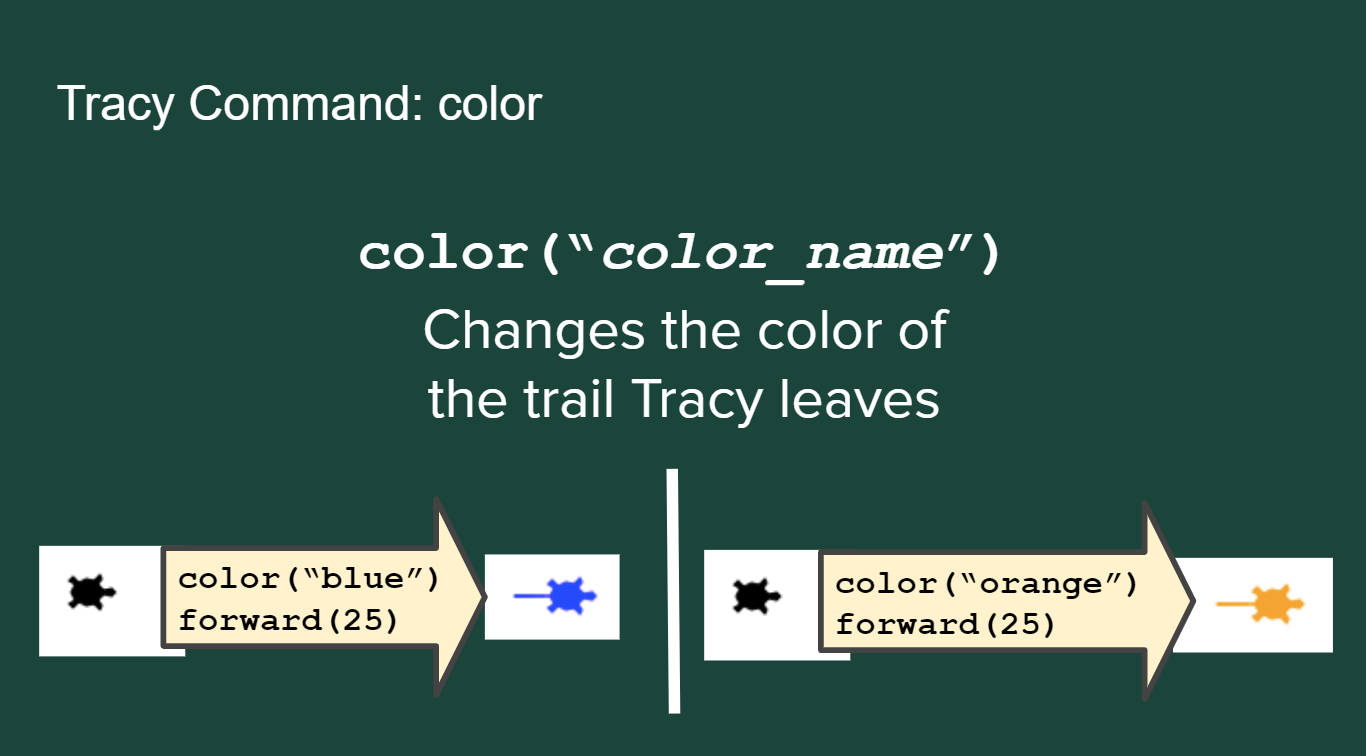 Tracy Command: color
color(“color_name”)
Changes the color of
the trail Tracy leaves
color(“blue”)
forward(25)
color(“orange”)
forward(25)